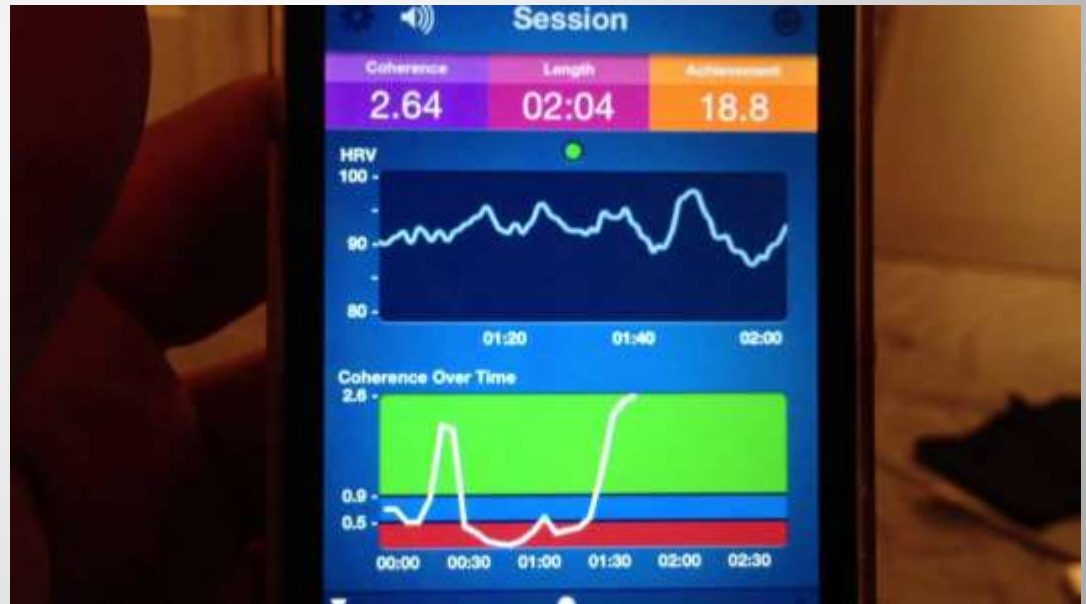 Session
Coherence Length Achievement
2.64 02:04 18.8
HRV
100
90
80
01:20 01:40 02:00
Coherence Over Time
2.6
0.9
0.5
00:00 00:30 01:00 01:30 02:00 02:30